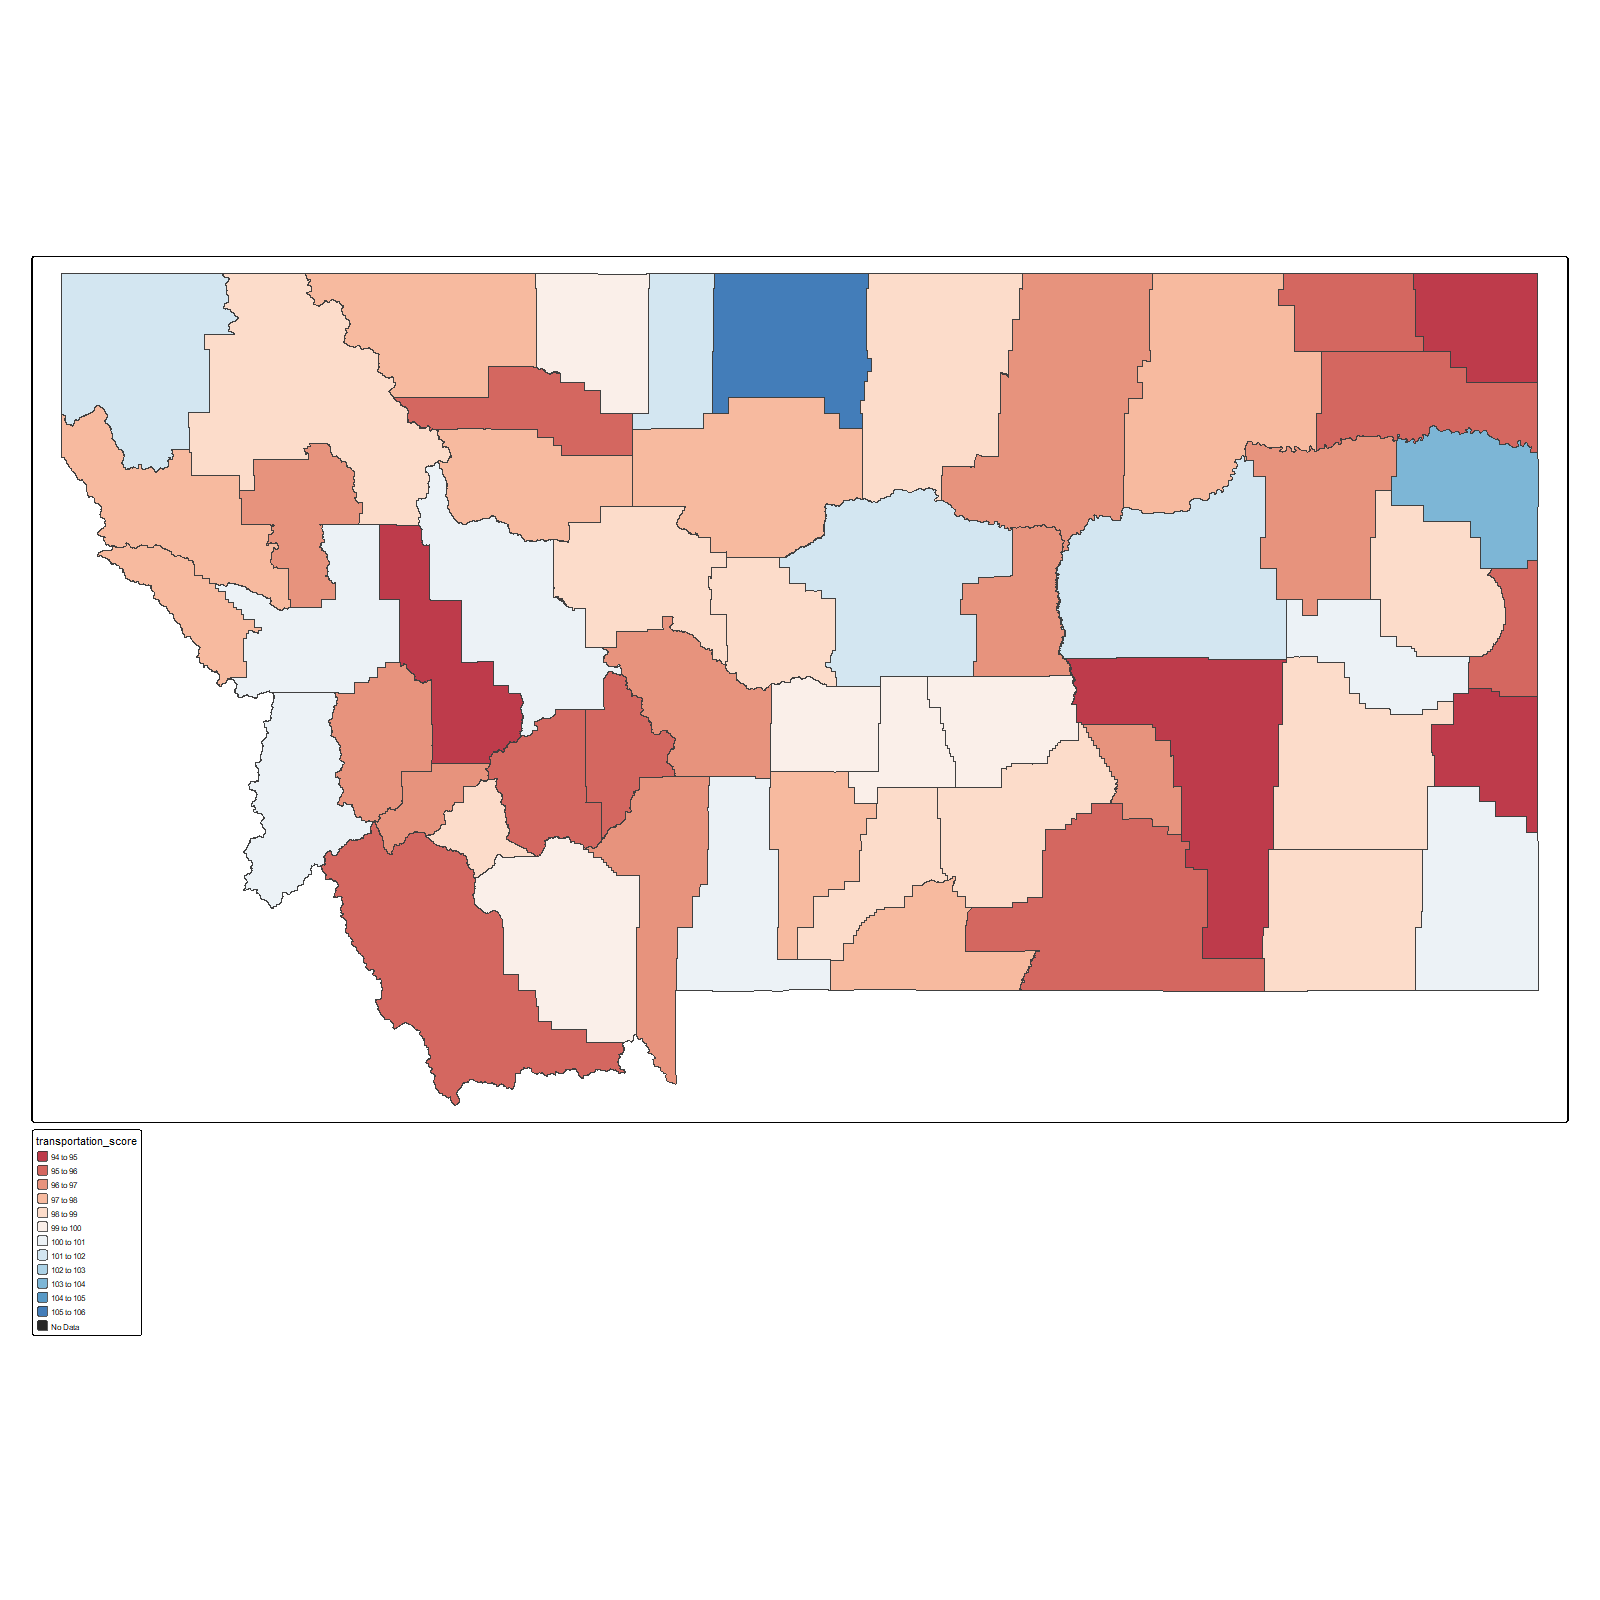 transportation_score
94 to 95
95 to 96
96 to 97
97 to 98
98 to 99
99 to 100
100 to 101
101 to 102
102 to 103
103 to 104
104 to 105
105 to 106
No Data